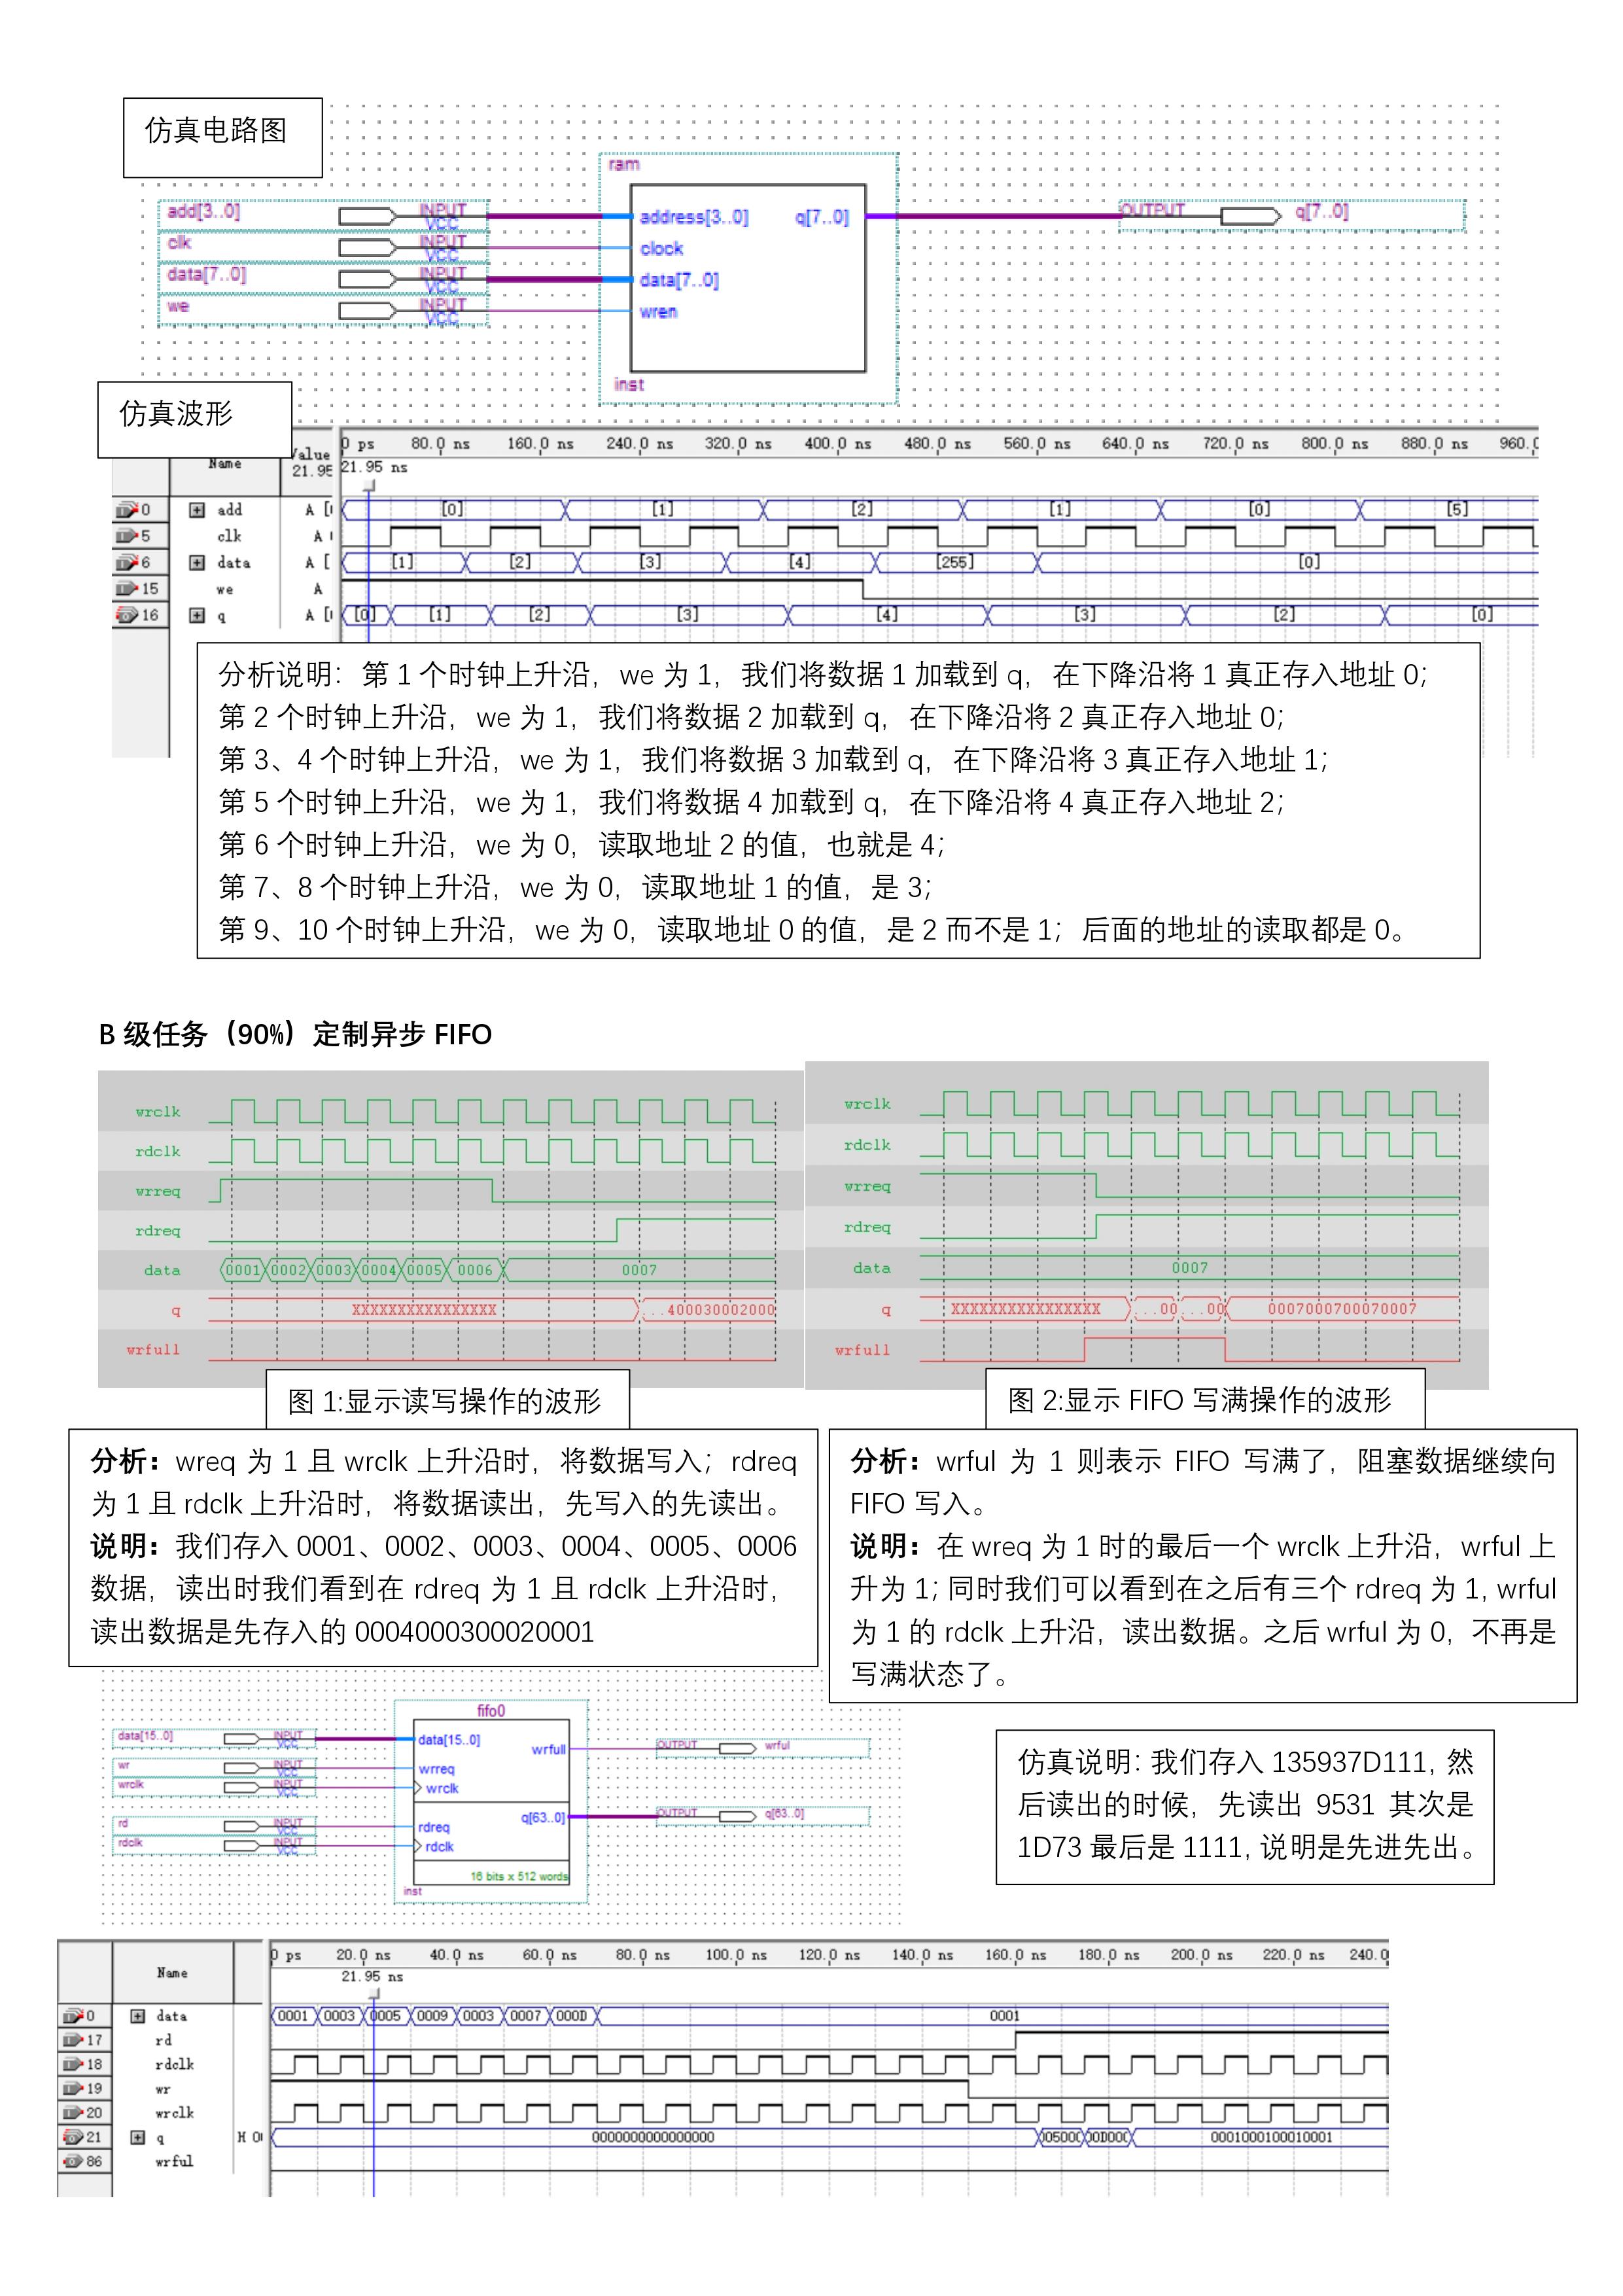 仿真电路图
ram
add[3..0] INPUT VCC address[3..0] q[7..0] OUTPUT q[7..0]
clk INPUT VCC clock
data[7..0] INPUT VCC data[7..0]
we INPUT VCC wren
inst
仿真波形
Name Value 21.95
0 ps 80.0 ns 160.0 ns 240.0 ns 320.0 ns 400.0 ns 480.0 ns 560.0 ns 640.0 ns 720.0 ns 800.0 ns 880.0 ns 960.0
21.95 ns
0 add A [ [0] [1] [2] [1] [0] [5]
5 clk A
6 data A [ [1] [2] [3] [4] [255] [0]
15 we A
16 q A [ [0] [1] [2] [3] [4] [3] [2] [0]
分析说明：第 1 个时钟上升沿，we 为 1，我们将数据 1 加载到 q，在下降沿将 1 真正存入地址 0；
第 2 个时钟上升沿，we 为 1，我们将数据 2 加载到 q，在下降沿将 2 真正存入地址 0；
第 3、4 个时钟上升沿，we 为 1，我们将数据 3 加载到 q，在下降沿将 3 真正存入地址 1；
第 5 个时钟上升沿，we 为 1，我们将数据 4 加载到 q，在下降沿将 4 真正存入地址 2；
第 6 个时钟上升沿，we 为 0，读取地址 2 的值，也就是 4；
第 7、8 个时钟上升沿，we 为 0，读取地址 1 的值，是 3；
第 9、10 个时钟上升沿，we 为 0，读取地址 0 的值，是 2 而不是 1；后面的地址的读取都是 0。
B 级任务（90%）定制异步 FIFO
wrclk
rdclk
wrreq
rdreq
data 0001 0002 0003 0004 0005 0006 0007
q XXXXXXXXXXXXXXXX ...400030002000
wrfull
wrclk
rdclk
wrreq
rdreq
data 0007
q XXXXXXXXXXXXXXXX ...00 ...00 0007000700070007
wrfull
图 1:显示读写操作的波形
图 2:显示 FIFO 写满操作的波形
分析：wreq 为 1 且 wrclk 上升沿时，将数据写入；rdreq
为 1 且 rdclk 上升沿时，将数据读出，先写入的先读出。
说明：我们存入 0001、0002、0003、0004、0005、0006
数据，读出时我们看到在 rdreq 为 1 且 rdclk 上升沿时，
读出数据是先存入的 0004000300020001
分析：wrful 为 1 则表示 FIFO 写满了，阻塞数据继续向
FIFO 写入。
说明：在 wreq 为 1 时的最后一个 wrclk 上升沿，wrful 上
升为 1；同时我们可以看到在之后有三个 rdreq 为 1，wrful
为 1 的 rdclk 上升沿，读出数据。之后 wrful 为 0，不再是
写满状态了。
fifo0
data[15..0] INPUT VCC data[15..0] wrfull OUTPUT wrful
wr INPUT VCC wrreq
wrclk INPUT VCC wrclk
q[63..0] OUTPUT q[63..0]
rd INPUT VCC rdreq
rdclk INPUT VCC rdclk
16 bits x 512 words
inst
仿真说明：我们存入 135937D111，然
后读出的时候，先读出 9531 其次是
1D73 最后是 1111，说明是先进先出。
Name
0 ps 20.0 ns 40.0 ns 60.0 ns 80.0 ns 100.0 ns 120.0 ns 140.0 ns 160.0 ns 180.0 ns 200.0 ns 220.0 ns 240.0
21.95 ns
0 data 0001 0003 0005 0009 0003 0007 000D 0001
17 rd
18 rdclk
19 wr
20 wrclk
21 q H 0000000000000000 0001000100010001
86 wrful